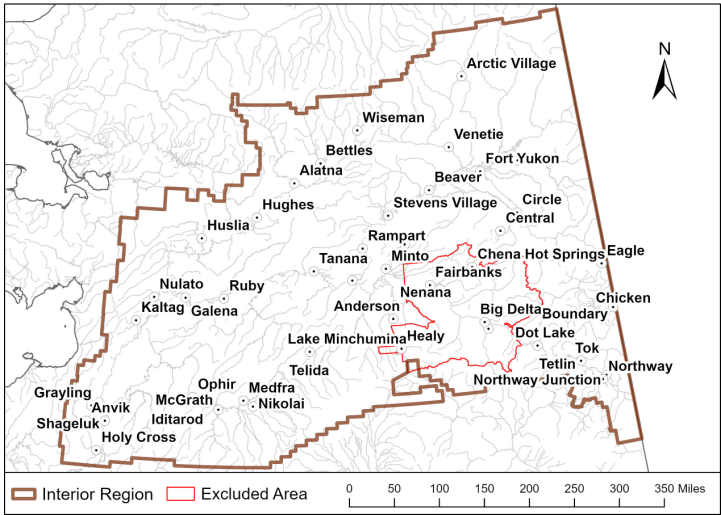 N
Arctic Village
Wiseman
Venetie
Bettles
Fort Yukon
Alatna
Beaver
Circle
Hughes
Stevens Village
Central
Huslia
Rampart
Minto
Chena Hot Springs
Eagle
Tanana
Fairbanks
Nulato
Ruby
Nenana
Chicken
Kaltag
Galena
Anderson
Big Delta
Boundary
Lake Minchumina
Healy
Dot Lake
Tok
Telida
Tetlin
Northway
Northway Junction
Grayling
Ophir
Medfra
McGrath
Nikolai
Anvik
Iditarod
Shageluk
Holy Cross
Interior Region
Excluded Area
0 50 100 150 200 250 300 350 Miles